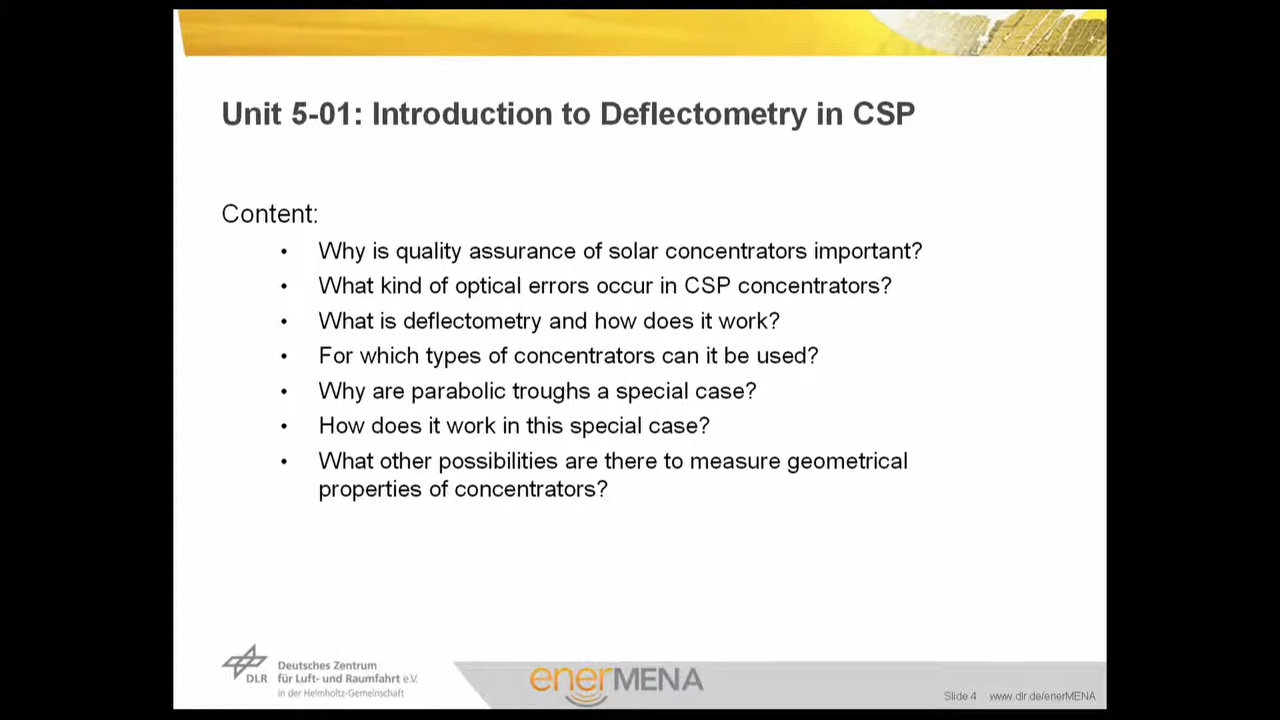 Unit 5-01: Introduction to Deflectometry in CSP
Content:
• Why is quality assurance of solar concentrators important?
• What kind of optical errors occur in CSP concentrators?
• What is deflectometry and how does it work?
• For which types of concentrators can it be used?
• Why are parabolic troughs a special case?
• How does it work in this special case?
• What other possibilities are there to measure geometrical
properties of concentrators?
DLR
Deutsches Zentrum
für Luft- und Raumfahrt e.V.
in der Helmholtz-Gemeinschaft
enerMENA
Slide 4 www.dlr.de/enerMENA